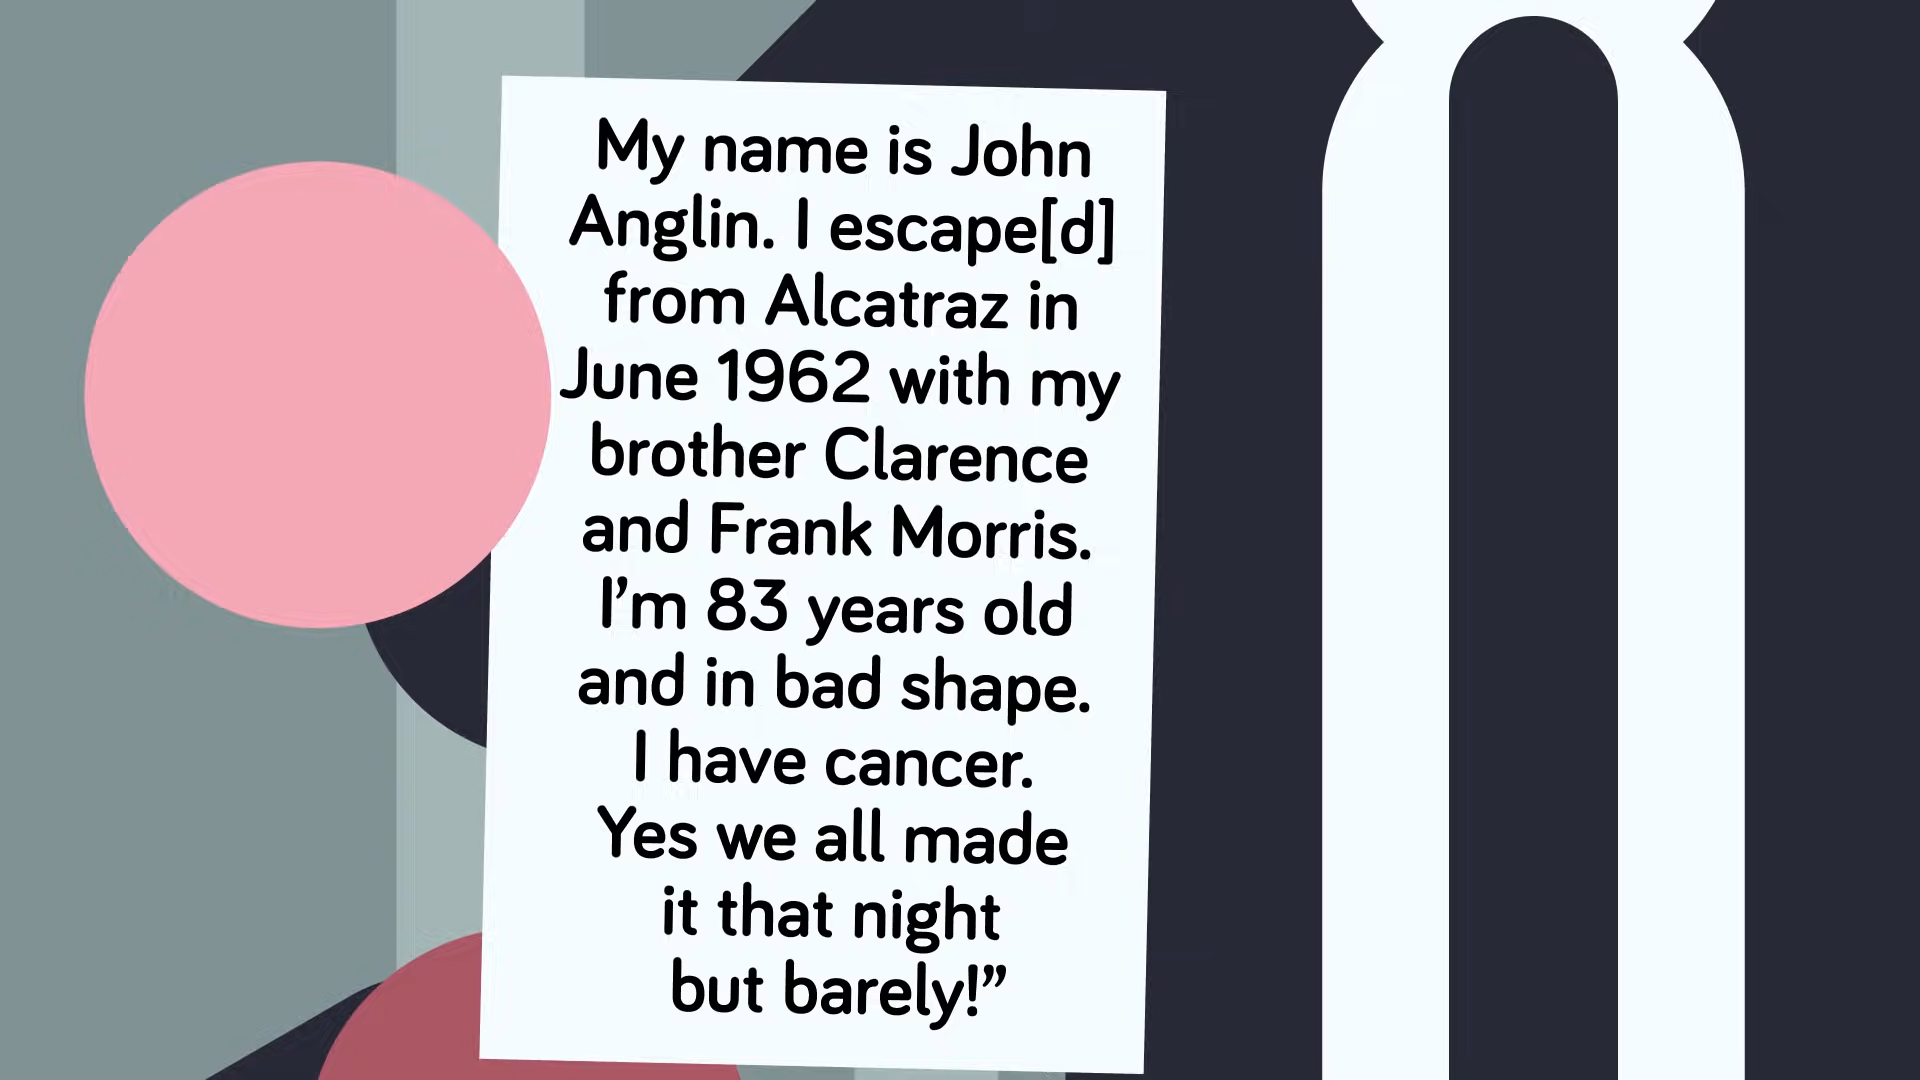 My name is John
Anglin. I escape[d]
from Alcatraz in
June 1962 with my
brother Clarence
and Frank Morris.
I’m 83 years old
and in bad shape.
I have cancer.
Yes we all made
it that night
but barely!”